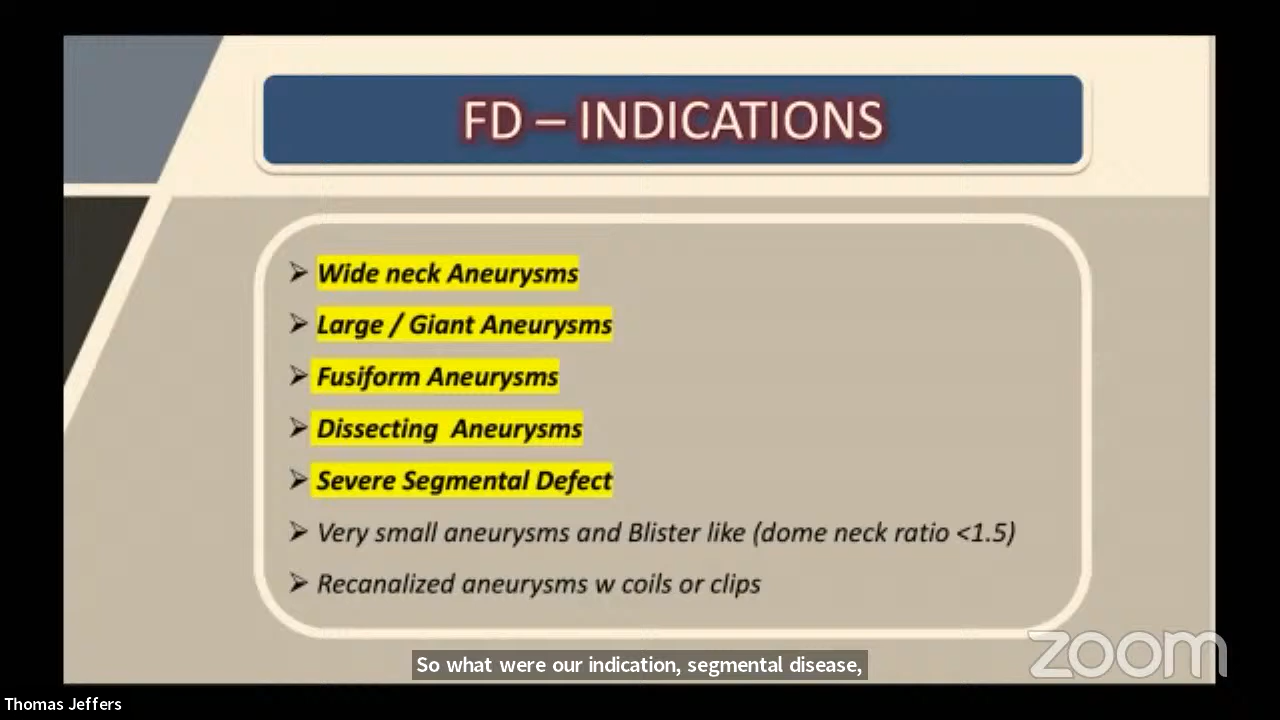 FD – INDICATIONS
➢ Wide neck Aneurysms
➢ Large / Giant Aneurysms
➢ Fusiform Aneurysms
➢ Dissecting Aneurysms
➢ Severe Segmental Defect
➢ Very small aneurysms and Blister like (dome neck ratio <1.5)
➢ Recanalized aneurysms w coils or clips
So what were our indication, segmental disease,
zoom
Thomas Jeffers